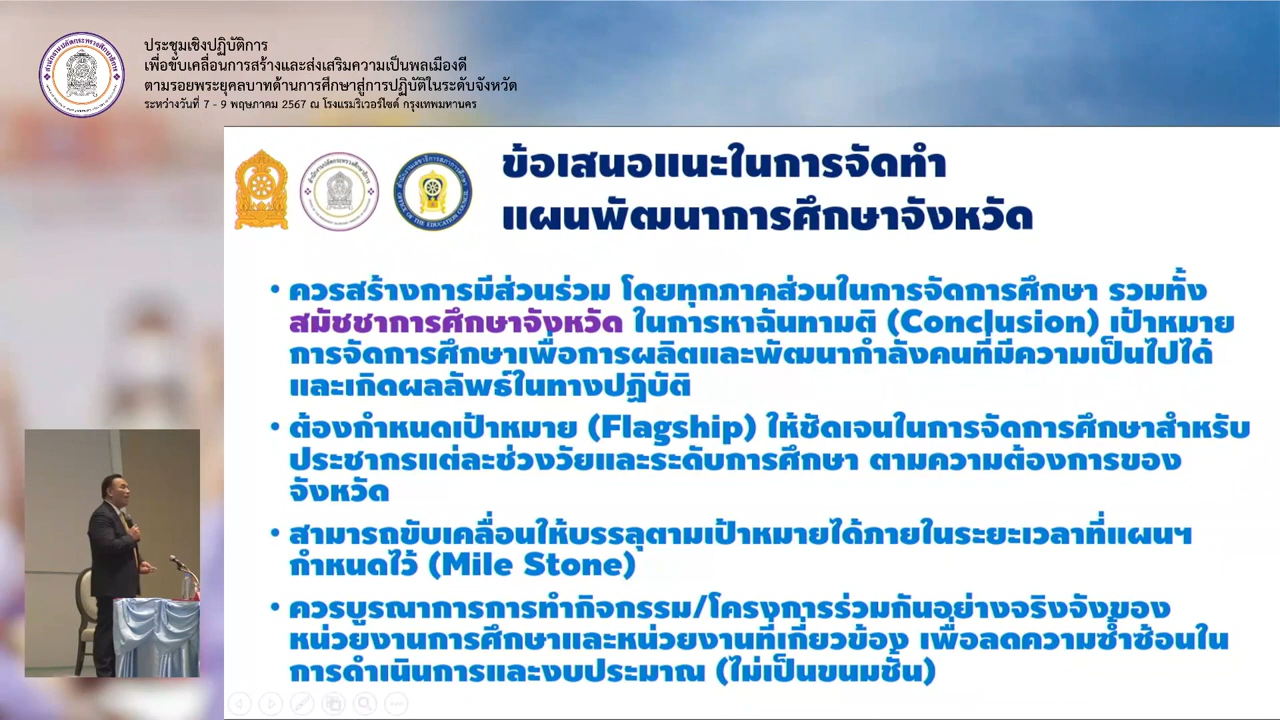 ประชุมเชิงปฏิบัติการ
เพื่อขับเคลื่อนการสร้างและส่งเสริมความเป็นพลเมืองดี
ตามรอยพระยุคลบาทด้านการศึกษาสู่การปฏิบัติในระดับจังหวัด
ระหว่างวันที่ 7 - 9 พฤษภาคม 2567 ณ โรงแรมริเวอร์ไซด์ กรุงเทพมหานคร
ข้อเสนอแนะในการจัดทำ
แผนพัฒนาการศึกษาจังหวัด
• ควรสร้างการมีส่วนร่วม โดยทุกภาคส่วนในการจัดการศึกษา รวมทั้ง
สมัชชาการศึกษาจังหวัด ในการหาฉันทามติ (Conclusion) เป้าหมาย
การจัดการศึกษาเพื่อการผลิตและพัฒนากำลังคนที่มีความเป็นไปได้
และเกิดผลลัพธ์ในทางปฏิบัติ
• ต้องกำหนดเป้าหมาย (Flagship) ให้ชัดเจนในการจัดการศึกษาสำหรับ
ประชากรแต่ละช่วงวัยและระดับการศึกษา ตามความต้องการของ
จังหวัด
• สามารถขับเคลื่อนให้บรรลุตามเป้าหมายได้ภายในระยะเวลาที่แผนฯ
กำหนดไว้ (Mile Stone)
• ควรบูรณาการการทำกิจกรรม/โครงการร่วมกันอย่างจริงจังของ
หน่วยงานการศึกษาและหน่วยงานที่เกี่ยวข้อง เพื่อลดความซ้ำซ้อนใน
การดำเนินการและงบประมาณ (ไม่เป็นขนมชั้น)